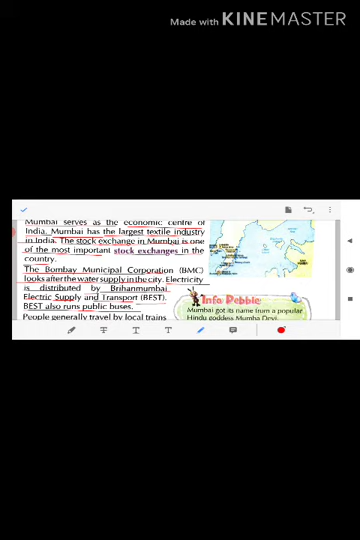 Made with KINEMASTER
Mumbai serves as the economic centre of
India. Mumbai has the largest textile industry
in India. The stock exchange in Mumbai is one
of the most important stock exchanges in the
country.
The Bombay Municipal Corporation (BMC)
looks after the water supply in the city. Electricity
is distributed by Brihanmumbai
Electric Supply and Transport (BEST).
BEST also runs public buses.
People generally travel by local trains
Info Pebble
Mumbai got its name from a popular
Hindu goddess Mumba Devi.